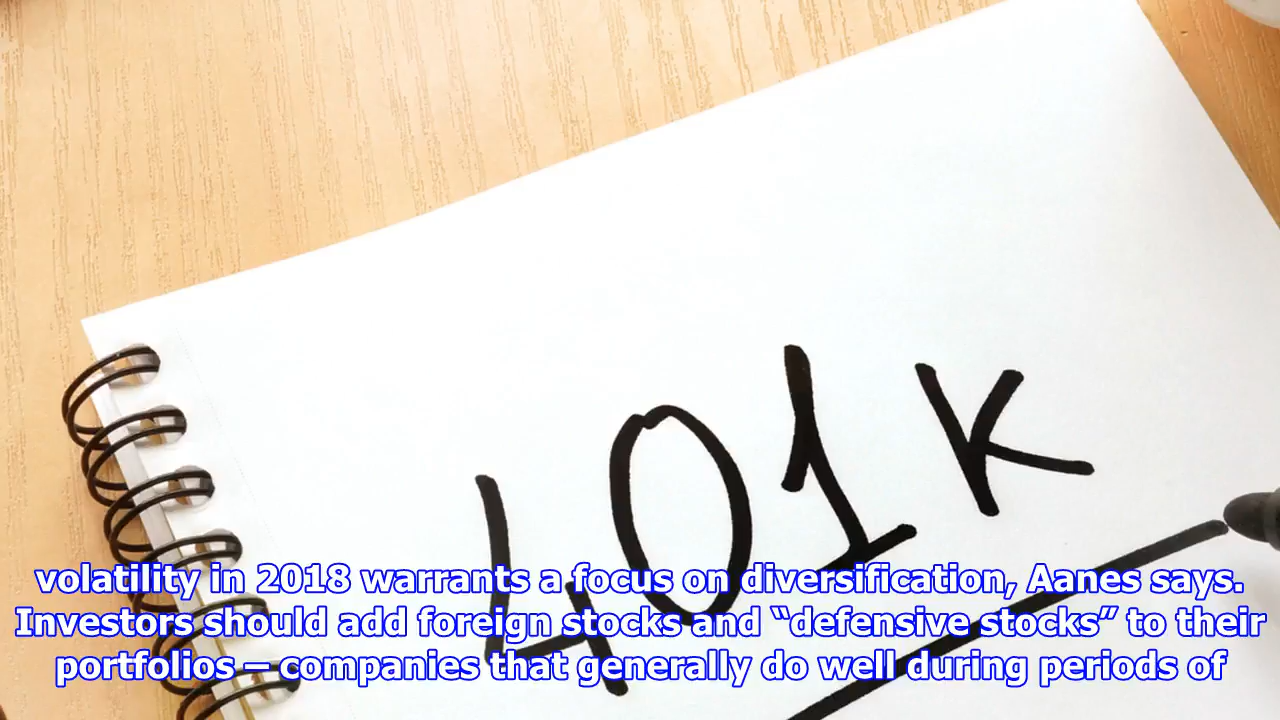 401k
volatility in 2018 warrants a focus on diversification, Aanes says.
Investors should add foreign stocks and “defensive stocks” to their
portfolios — companies that generally do well during periods of